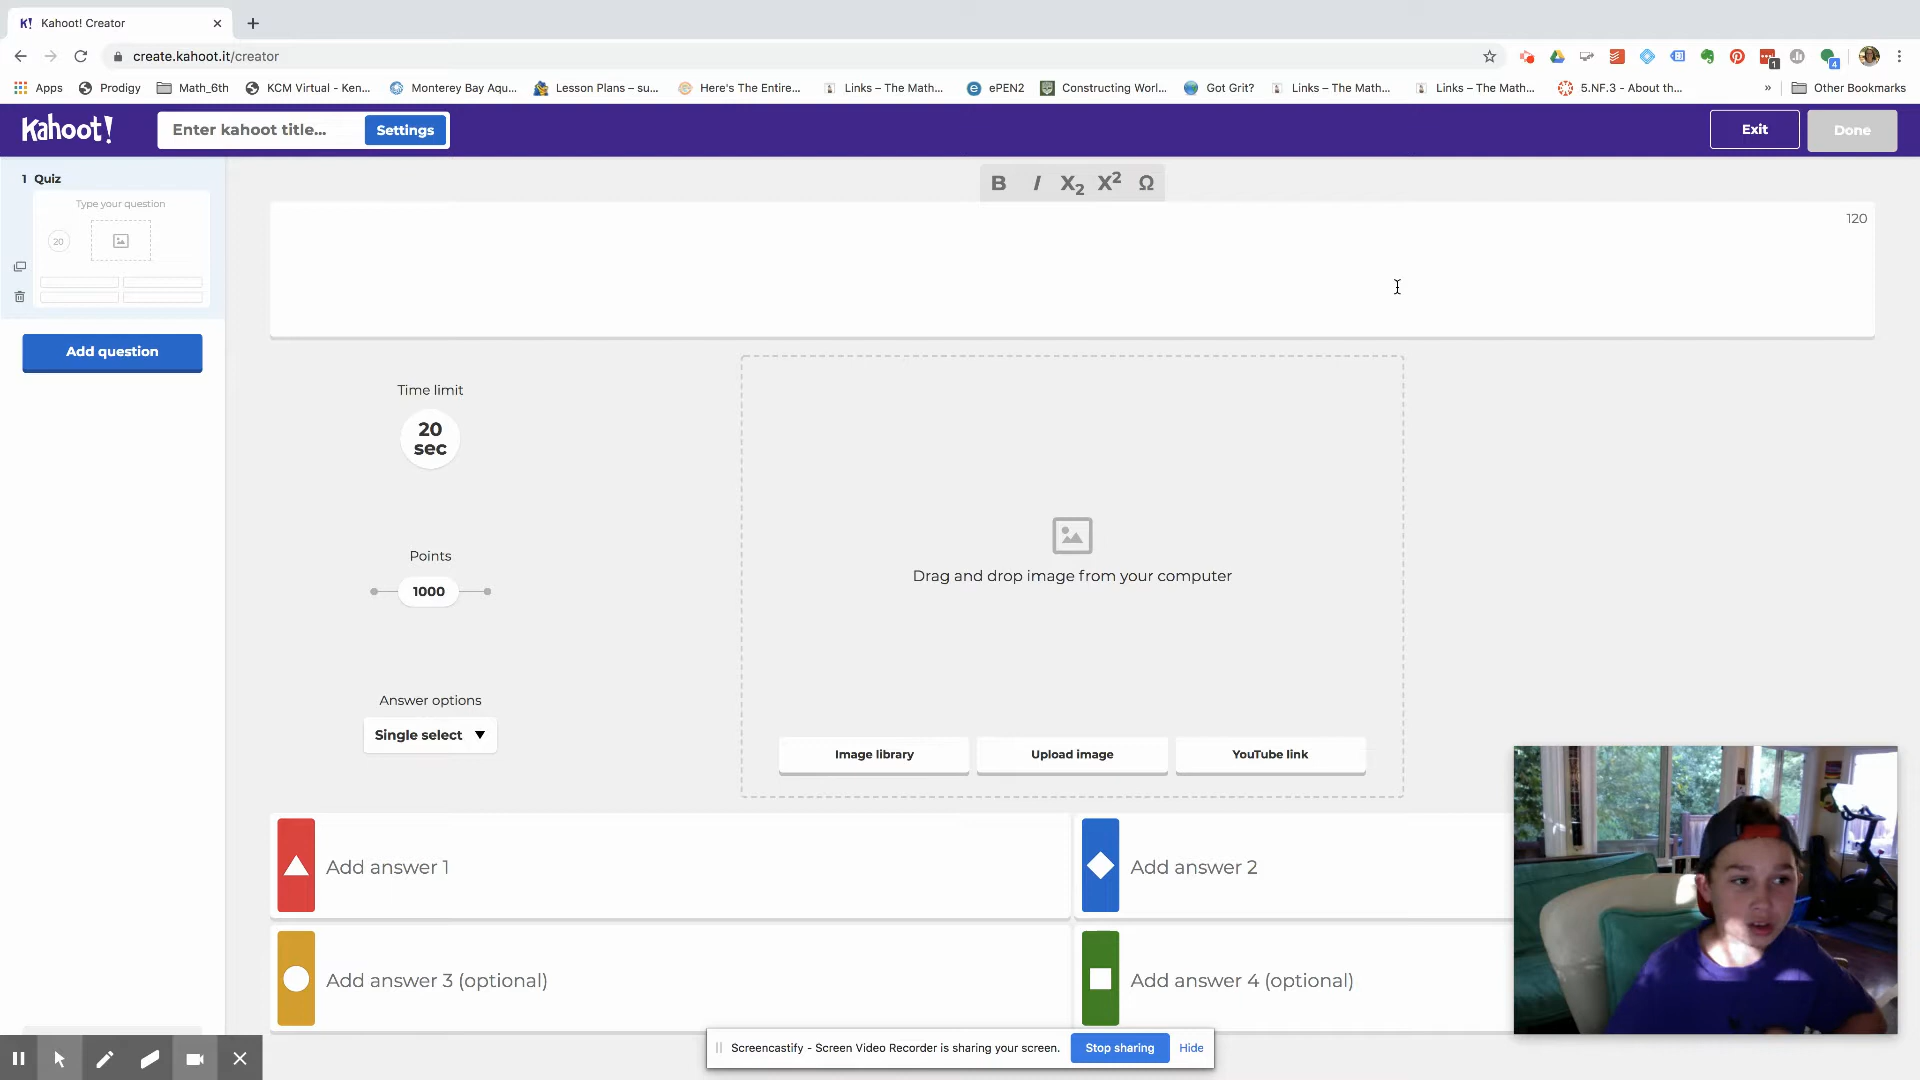 K! Kahoot! Creator
create.kahoot.it/creator
1
4
Apps Prodigy Math_6th KCM Virtual - Ken... Monterey Bay Aqu... Lesson Plans – su... Here's The Entire... Links – The Math... ePEN2 Constructing Worl... Got Grit? Links – The Math... Links – The Math... 5.NF.3 - About th... » Other Bookmarks
Kahoot! Enter kahoot title... Settings Exit Done
1 Quiz
B I X2 X² Ω
Type your question
120
20
Add question
Time limit
20
sec
Points
1000
Drag and drop image from your computer
Answer options
Single select
Image library Upload image YouTube link
Add answer 1 Add answer 2
Add answer 3 (optional) Add answer 4 (optional)
Screencastify - Screen Video Recorder is sharing your screen. Stop sharing Hide